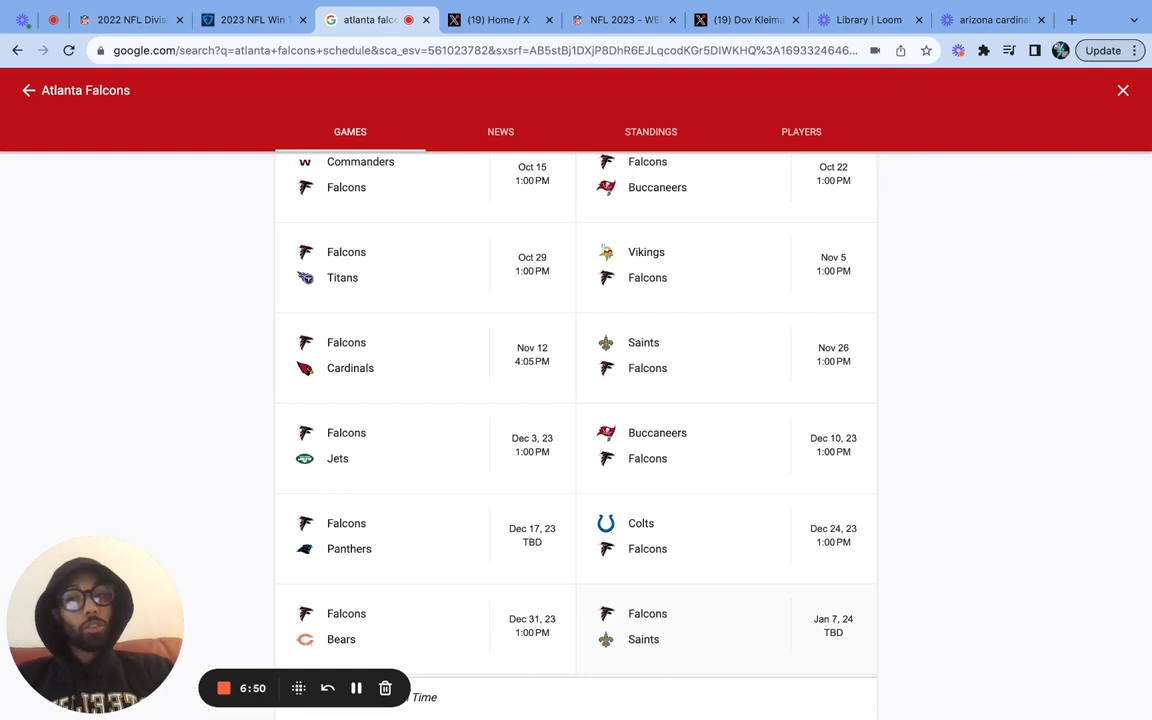 2022 NFL Divisi
2023 NFL Win T
atlanta falco
(19) Home / X
NFL 2023 - WEE
(19) Dov Kleima
Library | Loom
arizona cardina
google.com/search?q=atlanta+falcons+schedule&sca_esv=561023782&sxsrf=AB5stBj1DXjP8DhR6EJLqcodKGr5DIWKHQ%3A1693324646...
Update
Atlanta Falcons
GAMES
NEWS
STANDINGS
PLAYERS
W
Commanders
Falcons
Oct 15
1:00 PM
Falcons
Buccaneers
Oct 22
1:00 PM
Falcons
Titans
Oct 29
1:00 PM
Vikings
Falcons
Nov 5
1:00 PM
Falcons
Cardinals
Nov 12
4:05 PM
Saints
Falcons
Nov 26
1:00 PM
Falcons
Jets
Dec 3, 23
1:00 PM
Buccaneers
Falcons
Dec 10, 23
1:00 PM
Falcons
Panthers
Dec 17, 23
TBD
Colts
Falcons
Dec 24, 23
1:00 PM
Falcons
Bears
Dec 31, 23
1:00 PM
Falcons
Saints
Jan 7, 24
TBD
6:50
Time